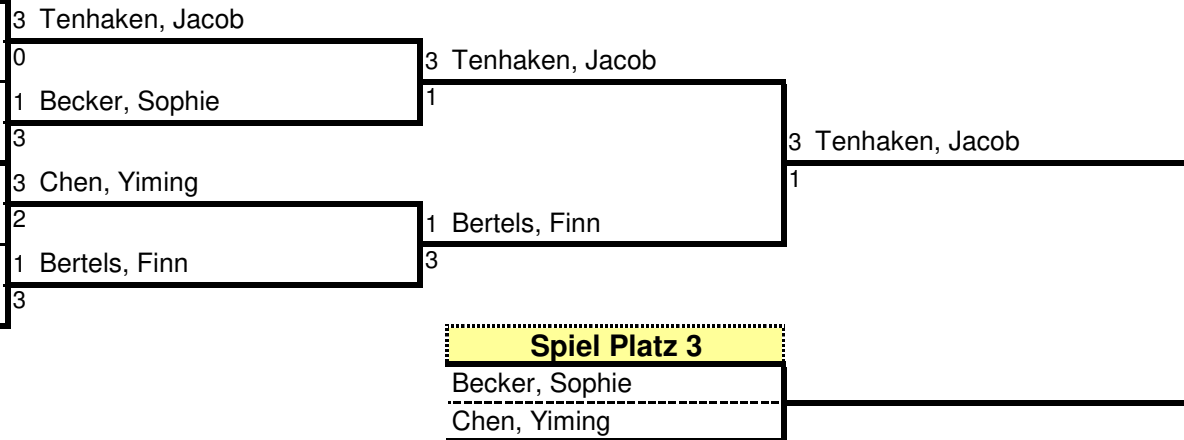 3 Tenhaken, Jacob
0
3 Tenhaken, Jacob
1 Becker, Sophie
1
3
3 Tenhaken, Jacob
3 Chen, Yiming
1
2
1 Bertels, Finn
1 Bertels, Finn
3
3
Spiel Platz 3
Becker, Sophie
Chen, Yiming